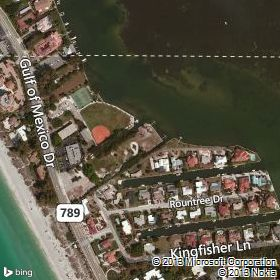 Gulf of Mexico Dr
789
Rountree Dr
Kingfisher Ln
bing
© 2013 Microsoft Corporation
© 2013 Nokia